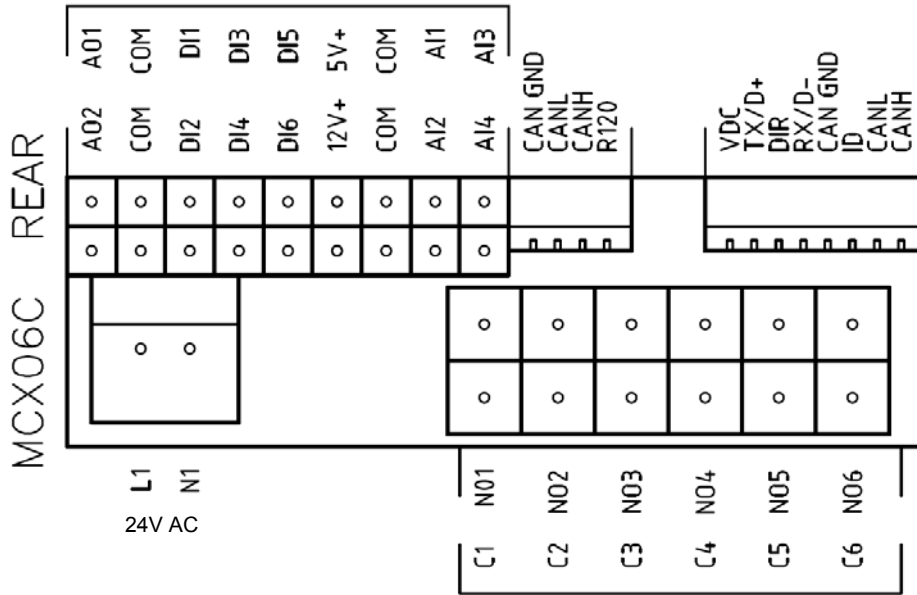 AO1 COM DI1 DI3 DI5 5V+ COM AI1 AI3
AO2 COM DI2 DI4 DI6 12V+ COM AI2 AI4
CAN GND
CANL
CANH
R120
VDC
TX/D+
DIR
RX/D-
CAN GND
ID
CANL
CANH
MCX06C REAR
L1 N1
24V AC
NO1 NO2 NO3 NO4 NO5 NO6
C1 C2 C3 C4 C5 C6